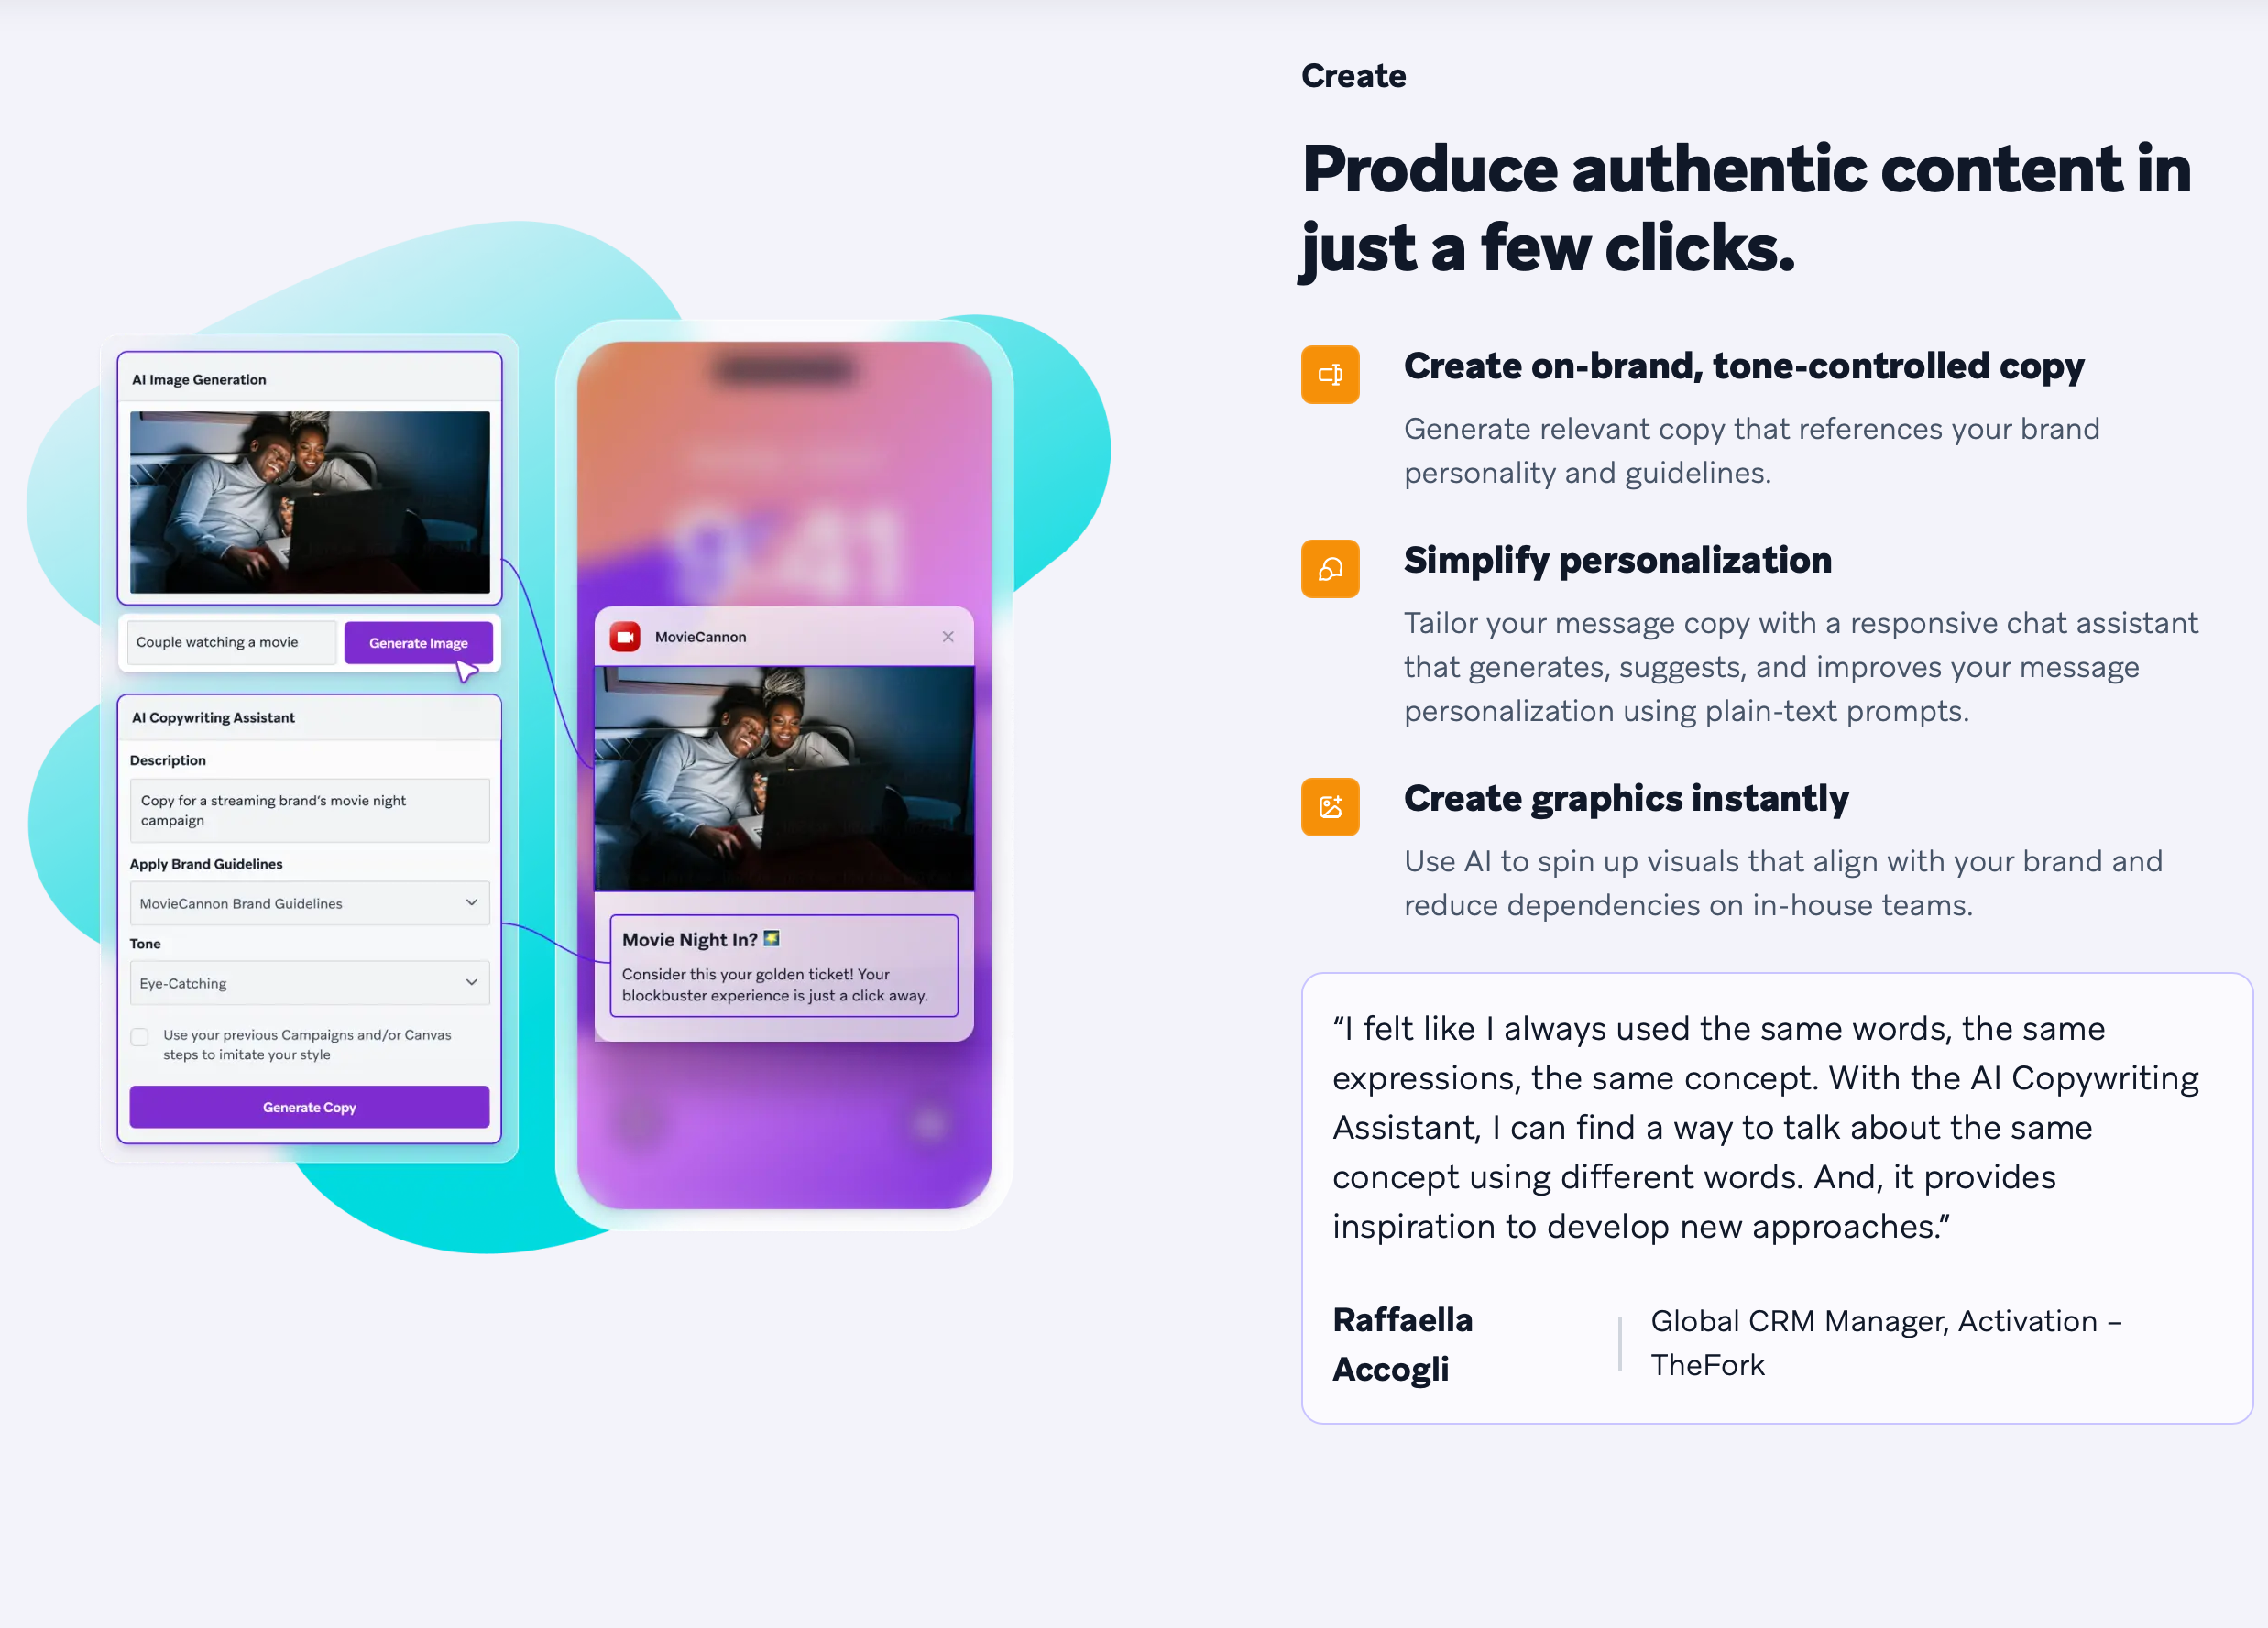 Create
Produce authentic content in
just a few clicks.
Create on-brand, tone-controlled copy
Generate relevant copy that references your brand
personality and guidelines.
Simplify personalization
Tailor your message copy with a responsive chat assistant
that generates, suggests, and improves your message
personalization using plain-text prompts.
Create graphics instantly
Use AI to spin up visuals that align with your brand and
reduce dependencies on in-house teams.
“I felt like I always used the same words, the same
expressions, the same concept. With the AI Copywriting
Assistant, I can find a way to talk about the same
concept using different words. And, it provides
inspiration to develop new approaches.”
Raffaella
Accogli
Global CRM Manager, Activation –
TheFork
AI Image Generation
Couple watching a movie
Generate Image
AI Copywriting Assistant
Description
Copy for a streaming brand’s movie night
campaign
Apply Brand Guidelines
MovieCannon Brand Guidelines
Tone
Eye-Catching
Use your previous Campaigns and/or Canvas
steps to imitate your style
Generate Copy
9:41
MovieCannon
Movie Night In? 🌠
Consider this your golden ticket! Your
blockbuster experience is just a click away.